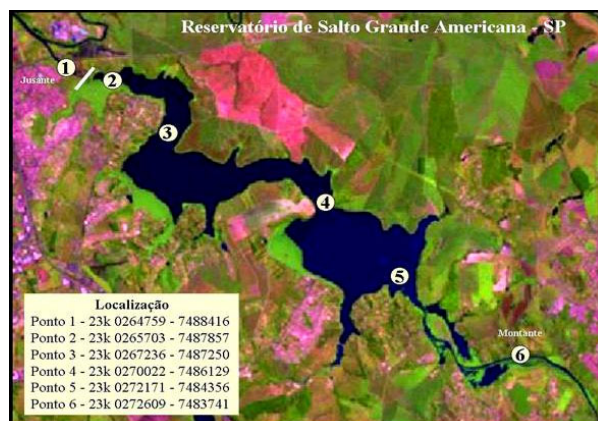 Reservatório de Salto Grande Americana - SP
1
Jusante
2
3
4
5
Montante
6
Localização
Ponto 1 - 23k 0264759 - 7488416
Ponto 2 - 23k 0265703 - 7487857
Ponto 3 - 23k 0267236 - 7487250
Ponto 4 - 23k 0270022 - 7486129
Ponto 5 - 23k 0272171 - 7484356
Ponto 6 - 23k 0272609 - 7483741